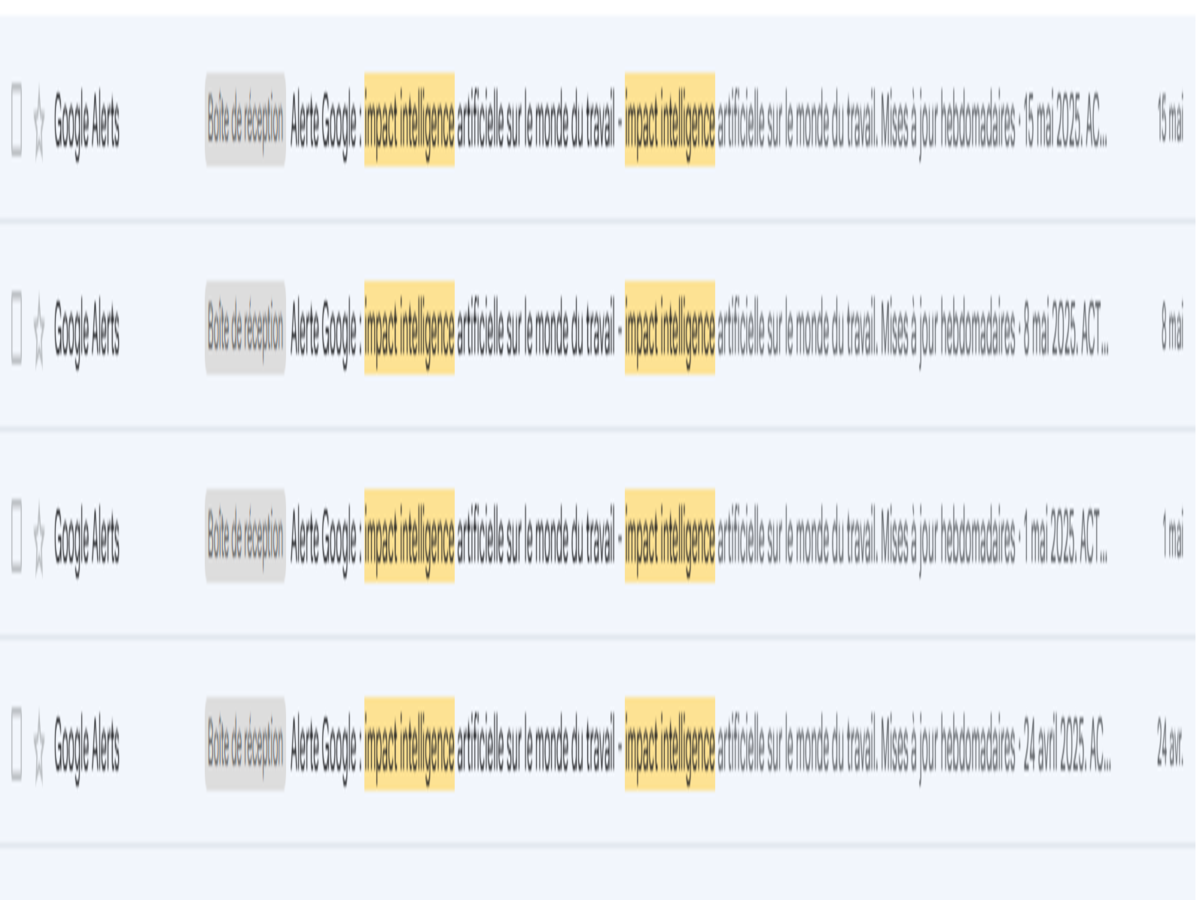 Google Alerts Boîte de réception Alerte Google : impact intelligence artificielle sur le monde du travail - impact intelligence artificielle sur le monde du travail. Mises à jour hebdomadaires · 15 mai 2025. AC... 15 mai
Google Alerts Boîte de réception Alerte Google : impact intelligence artificielle sur le monde du travail - impact intelligence artificielle sur le monde du travail. Mises à jour hebdomadaires · 8 mai 2025. ACT... 8 mai
Google Alerts Boîte de réception Alerte Google : impact intelligence artificielle sur le monde du travail - impact intelligence artificielle sur le monde du travail. Mises à jour hebdomadaires · 1 mai 2025. ACT... 1 mai
Google Alerts Boîte de réception Alerte Google : impact intelligence artificielle sur le monde du travail - impact intelligence artificielle sur le monde du travail. Mises à jour hebdomadaires · 24 avril 2025. AC... 24 avr.